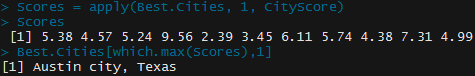 > Scores = apply(Best.Cities, 1, CityScore)
> Scores
[1] 5.38 4.57 5.24 9.56 2.39 3.45 6.11 5.74 4.38 7.31 4.99
> Best.Cities[which.max(Scores),1]
[1] Austin city, Texas